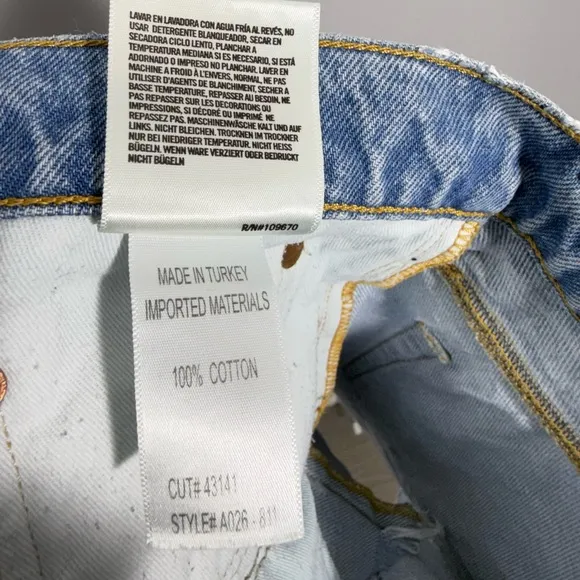 LAVAR EN LAVADORA CON AGUA FRÍA AL REVÉS, NO
USAR DETERGENTE BLANQUEADOR, SECAR EN
SECADORA CICLO LENTO, PLANCHAR A
TEMPERATURA MEDIANA SI ES NECESARIO, SI ESTÁ
ADORNADO O IMPRESO NO PLANCHAR. LAVER EN
MACHINE A FROID À L'ENVERS, NORMAL, NE PAS
UTILISER D'AGENTS DE BLANCHIMENT, SÉCHER À
BASSE TEMPÉRATURE. REPASSER AU BESOIN, NE
PAS REPASSER SUR LES DÉCORATIONS OU
IMPRESSIONS, SI DÉCORÉ OU IMPRIMÉ NE
REPASSEZ PAS. MASCHINENWÄSCHE KALT UND AUF
LINKS. NICHT BLEICHEN. TROCKNEN IM TROCKNER
BEI NIEDRIGER TEMPERATUR. NICHT HEISS
BÜGELN. WENN WARE VERZIERT ODER BEDRUCKT
NICHT BÜGELN
R/N#109670
MADE IN TURKEY
IMPORTED MATERIALS
100% COTTON
CUT# 43141
STYLE# A026 - 811